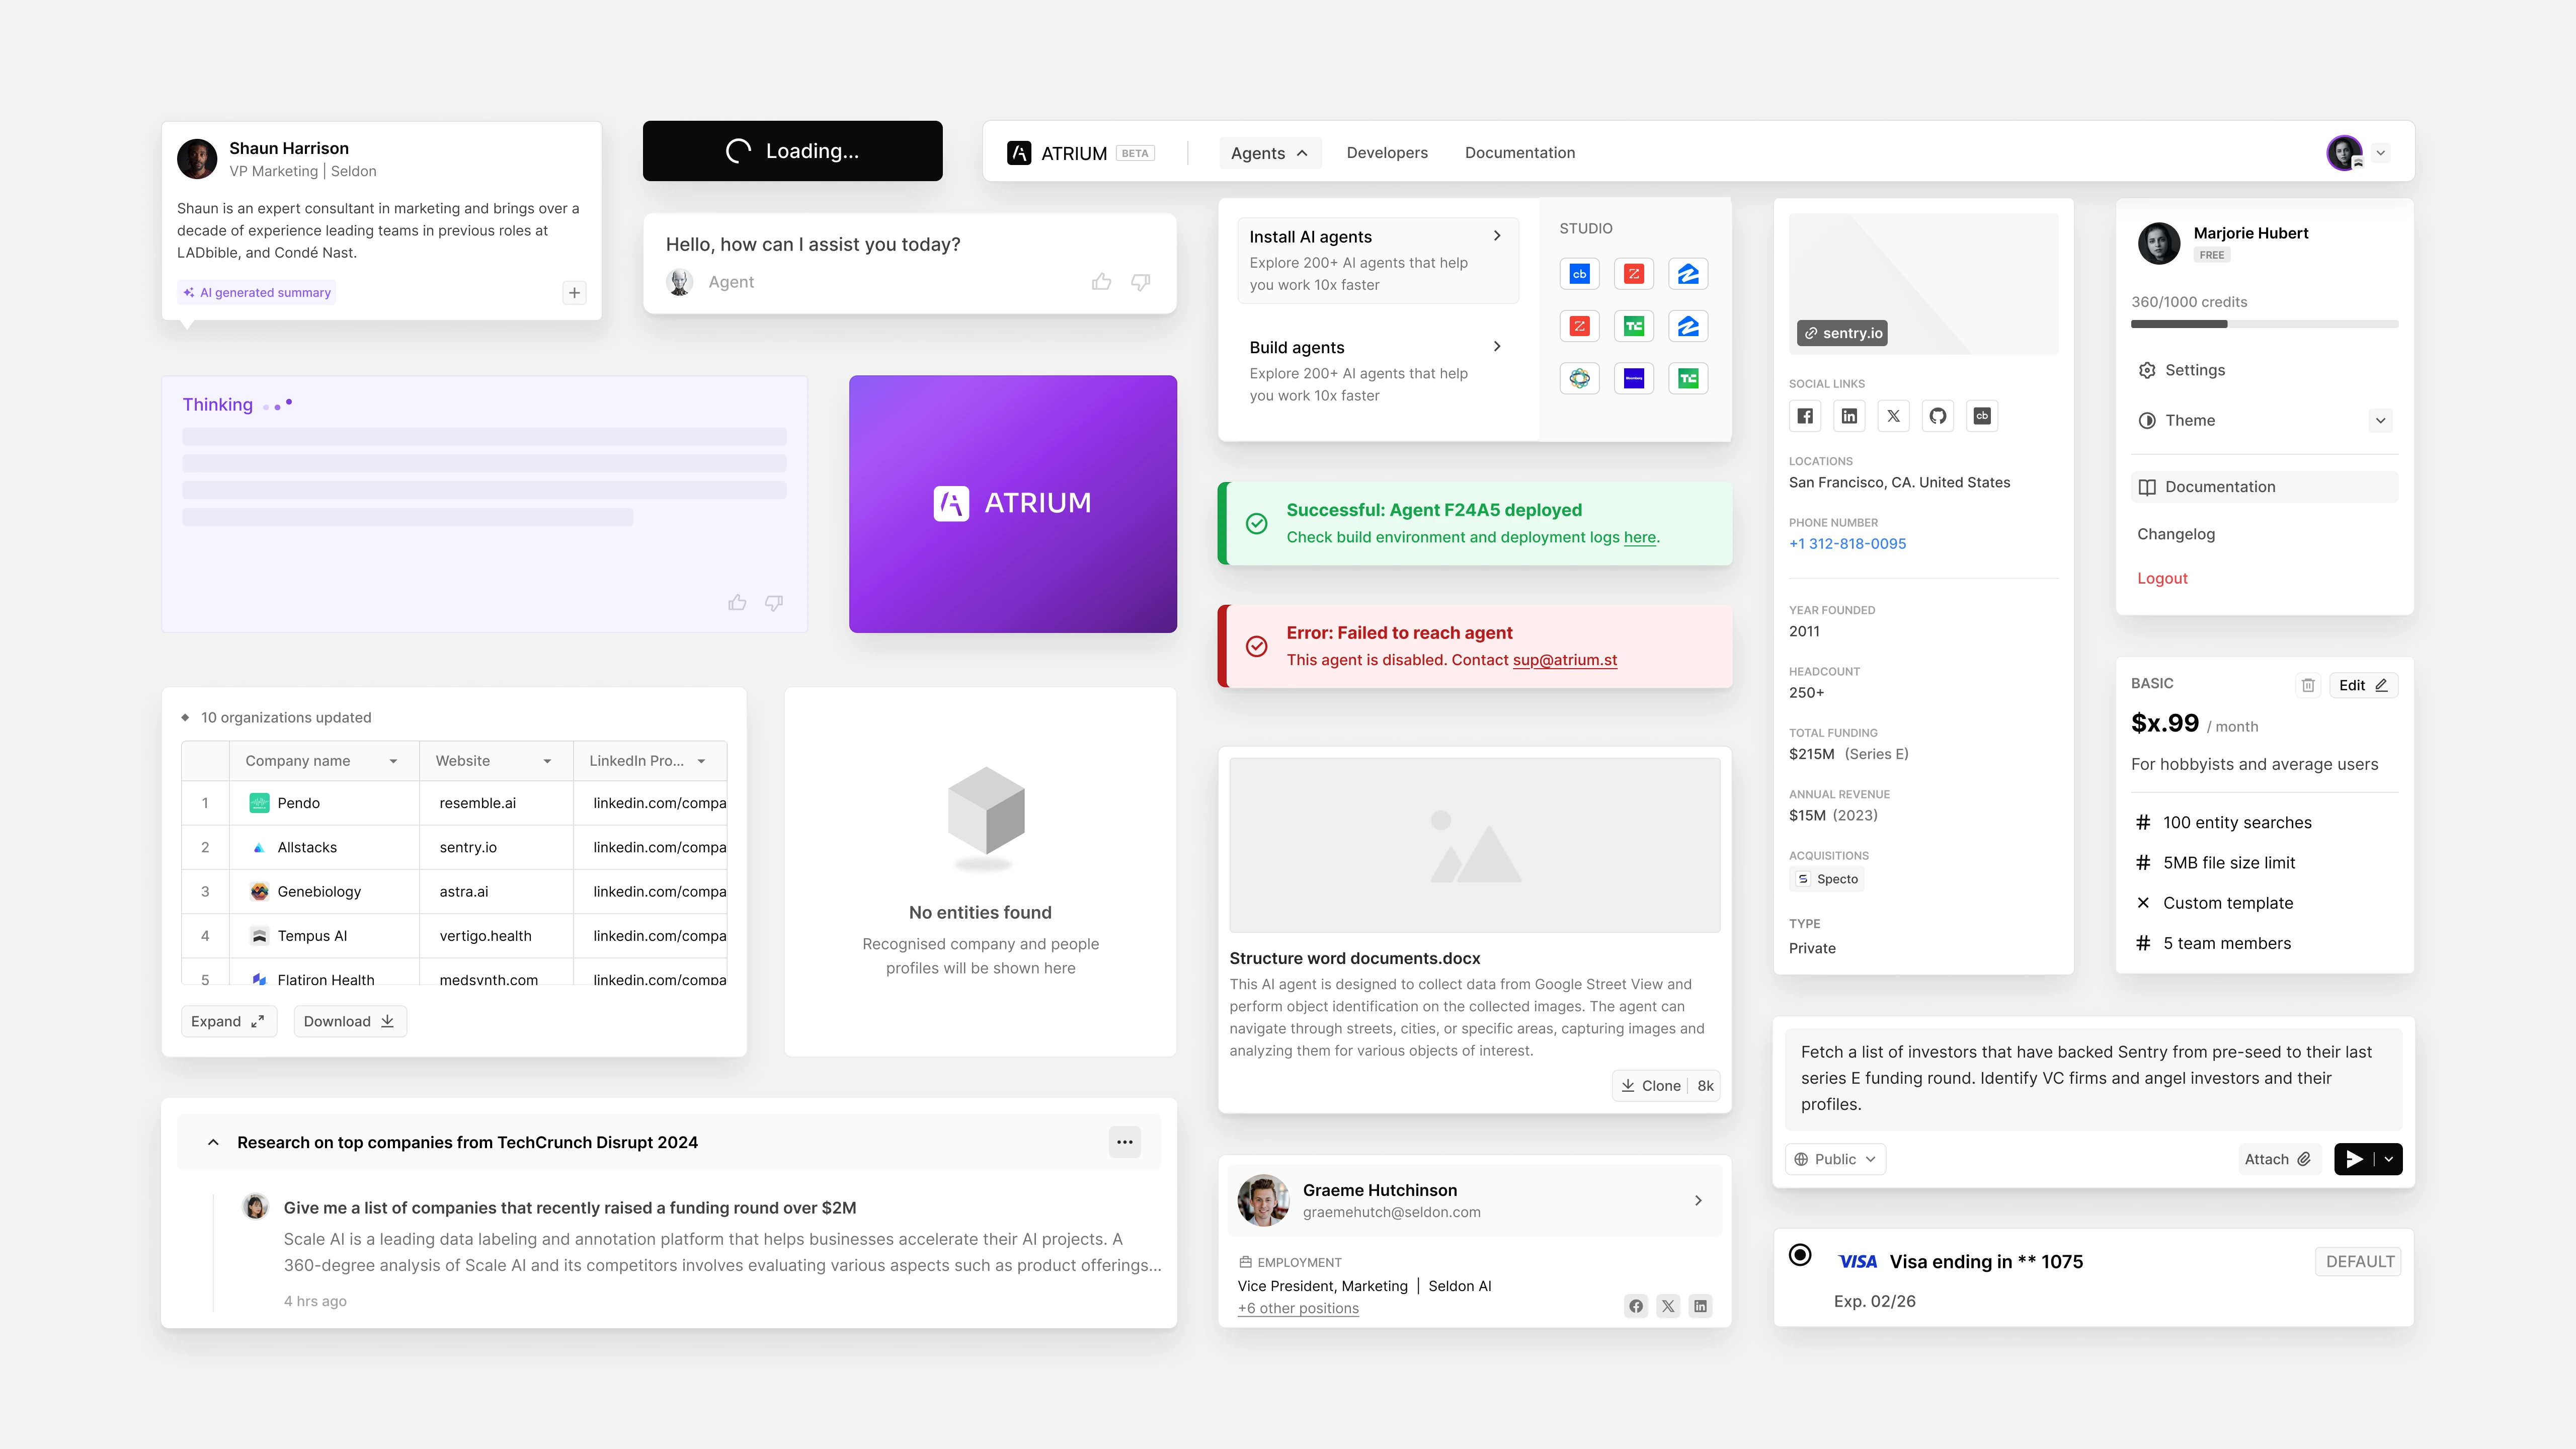 Shaun Harrison
VP Marketing | Seldon
Shaun is an expert consultant in marketing and brings over a
decade of experience leading teams in previous roles at
LADbible, and Condé Nast.
AI generated summary
Loading...
Hello, how can I assist you today?
Agent
ATRIUM BETA
Agents
Developers
Documentation
Thinking
ATRIUM
Install AI agents
Explore 200+ AI agents that help
you work 10x faster
Build agents
Explore 200+ AI agents that help
you work 10x faster
STUDIO
cb
Z
Z
Z
TC
Z
TC
Successful: Agent F24A5 deployed
Check build environment and deployment logs here.
Error: Failed to reach agent
This agent is disabled. Contact sup@atrium.st
sentry.io
SOCIAL LINKS
cb
LOCATIONS
San Francisco, CA. United States
PHONE NUMBER
+1 312-818-0095
YEAR FOUNDED
2011
HEADCOUNT
250+
TOTAL FUNDING
$215M (Series E)
ANNUAL REVENUE
$15M (2023)
ACQUISITIONS
Specto
TYPE
Private
Marjorie Hubert
FREE
360/1000 credits
Settings
Theme
Documentation
Changelog
Logout
BASIC
Edit
$x.99 / month
For hobbyists and average users
# 100 entity searches
# 5MB file size limit
Custom template
# 5 team members
10 organizations updated
Company name Website LinkedIn Pro...
1 Pendo resemble.ai linkedin.com/compa
2 Allstacks sentry.io linkedin.com/compa
3 Genebiology astra.ai linkedin.com/compa
4 Tempus AI vertigo.health linkedin.com/compa
5 Flatiron Health medsynth.com linkedin.com/compa
Expand
Download
No entities found
Recognised company and people
profiles will be shown here
Structure word documents.docx
This AI agent is designed to collect data from Google Street View and
perform object identification on the collected images. The agent can
navigate through streets, cities, or specific areas, capturing images and
analyzing them for various objects of interest.
Clone | 8k
Fetch a list of investors that have backed Sentry from pre-seed to their last
series E funding round. Identify VC firms and angel investors and their
profiles.
Public
Attach
Research on top companies from TechCrunch Disrupt 2024
Give me a list of companies that recently raised a funding round over $2M
Scale AI is a leading data labeling and annotation platform that helps businesses accelerate their AI projects. A
360-degree analysis of Scale AI and its competitors involves evaluating various aspects such as product offerings...
4 hrs ago
Graeme Hutchinson
graemehutch@seldon.com
EMPLOYMENT
Vice President, Marketing | Seldon AI
+6 other positions
VISA Visa ending in ** 1075
DEFAULT
Exp. 02/26